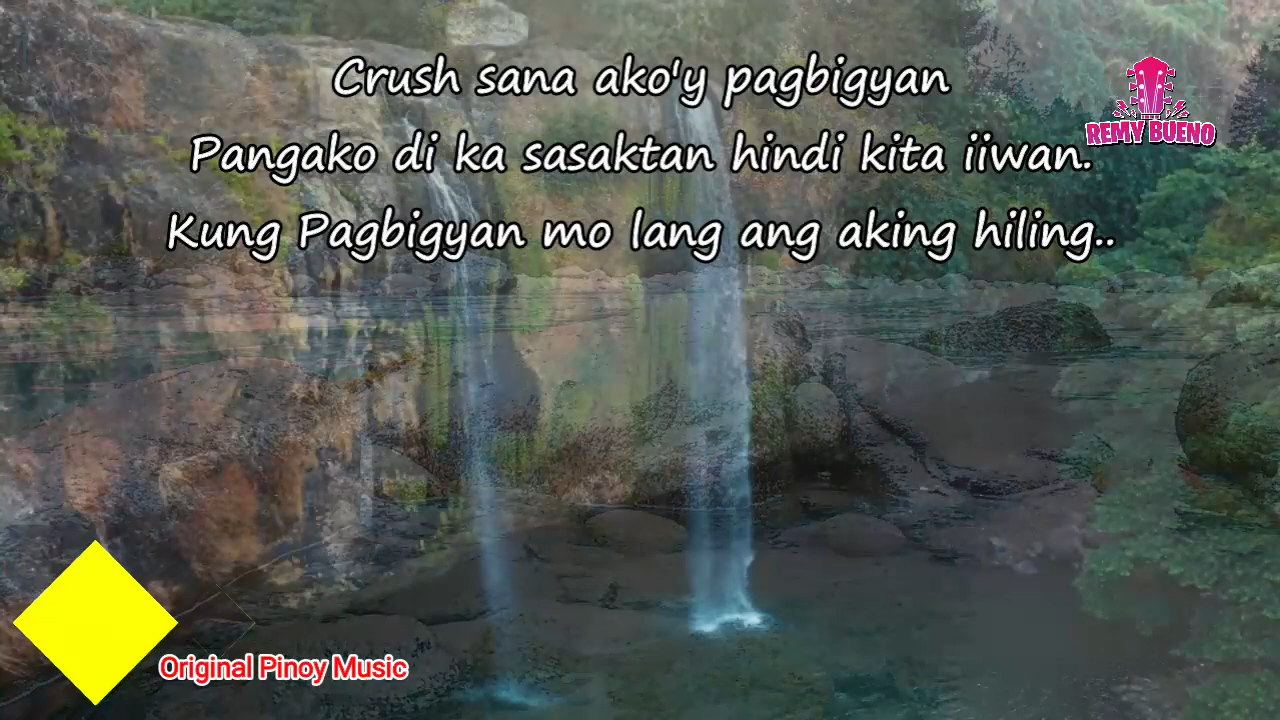 Crush sana ako'y pagbigyan
Pangako di ka sasaktan hindi kita iiwan.
Kung Pagbigyan mo lang ang aking hiling..
REMY BUENO
Original Pinoy Music